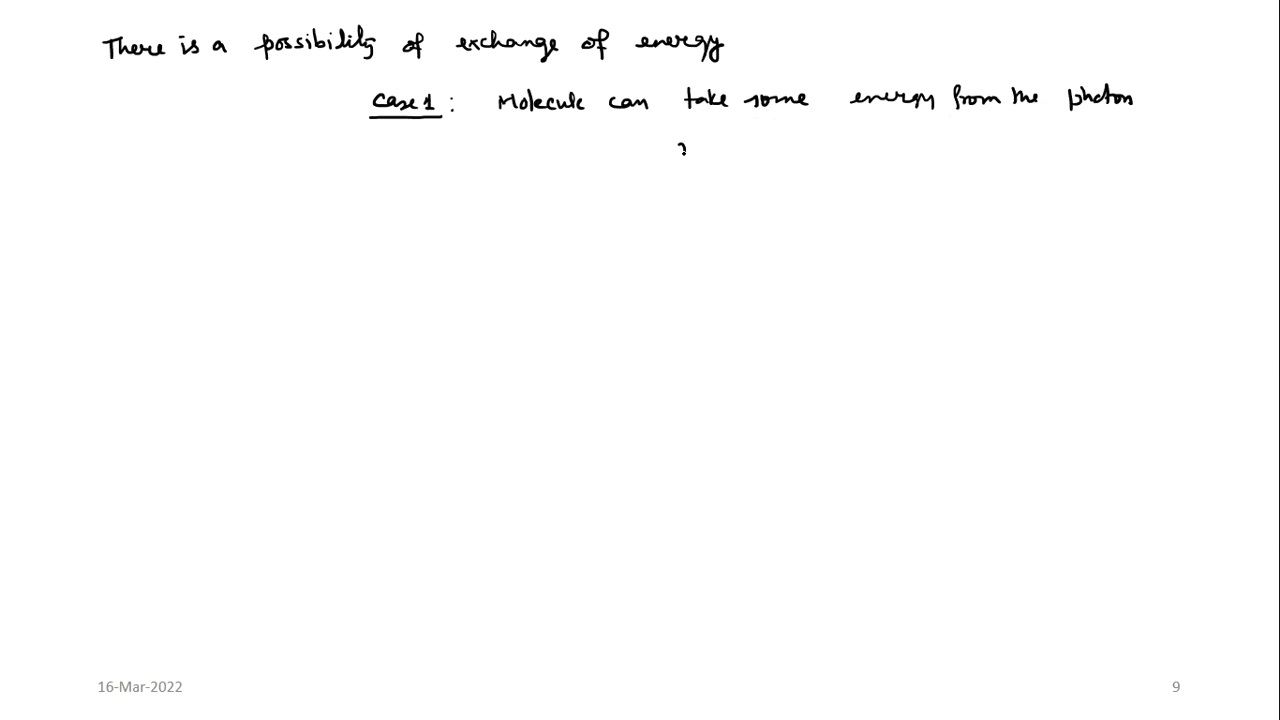 There is a possibility of exchange of energy
Case 1 : Molecule can take some energy from the photon
16-Mar-2022
9